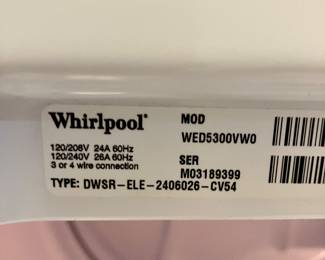 Whirlpool
120/208V 24A 60Hz
120/240V 26A 60Hz
3 or 4 wire connection
MOD
WED5300VW0
SER
M03189399
TYPE: DWSR-ELE-2406026-CV54